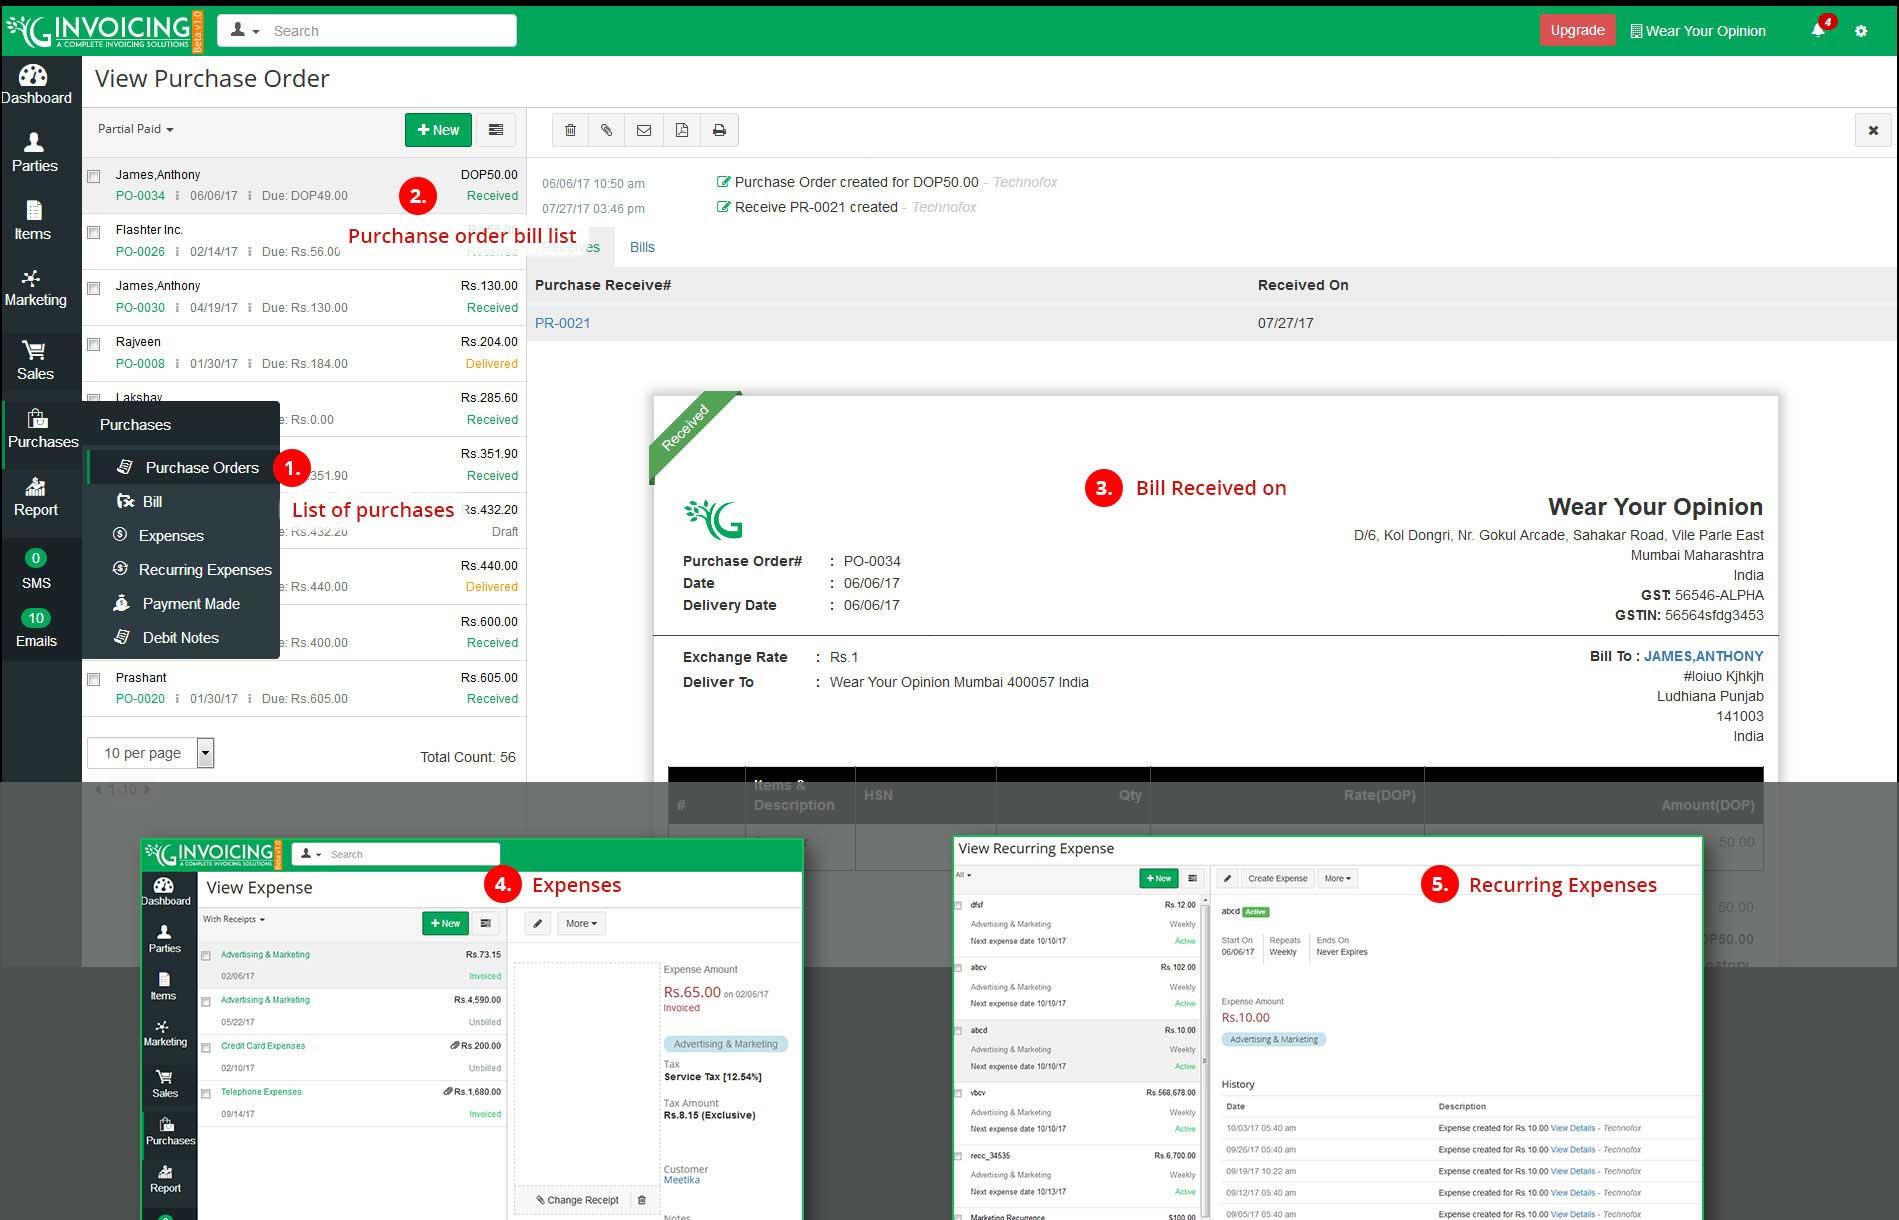 INVOICING
A COMPLETE INVOICING SOLUTIONS
Beta v1.0
Search
Upgrade
Wear Your Opinion
4
Dashboard
Parties
Items
Marketing
Sales
Purchases
Report
0
SMS
10
Emails
View Purchase Order
Partial Paid
New
James,Anthony DOP50.00
PO-0034 06/06/17 Due: DOP49.00 Received
2.
Purchanse order bill list
Flashter Inc.
PO-0026 02/14/17 Due: Rs.56.00
James,Anthony Rs.130.00
PO-0030 04/19/17 Due: Rs.130.00 Received
Rajveen Rs.204.00
PO-0008 01/30/17 Due: Rs.184.00 Delivered
Lakshay Rs.285.60
e: Rs.0.00 Received
Rs.351.90
.351.90 Received
Rs.432.20
e: Rs.432.20 Draft
Rs.440.00
e: Rs.440.00 Delivered
Rs.600.00
e: Rs.400.00 Received
Prashant Rs.605.00
PO-0020 01/30/17 Due: Rs.605.00 Received
10 per page
Total Count: 56
1-10
Purchases
Purchase Orders
Bill
Expenses
Recurring Expenses
Payment Made
Debit Notes
1.
List of purchases
06/06/17 10:50 am Purchase Order created for DOP50.00 - Technofox
07/27/17 03:46 pm Receive PR-0021 created - Technofox
es
Bills
Purchase Receive# Received On
PR-0021 07/27/17
Received
3. Bill Received on
G
Wear Your Opinion
D/6, Kol Dongri, Nr. Gokul Arcade, Sahakar Road, Vile Parle East
Mumbai Maharashtra
India
GST: 56546-ALPHA
GSTIN: 56564sfdg3453
Purchase Order# : PO-0034
Date : 06/06/17
Delivery Date : 06/06/17
Exchange Rate : Rs.1
Deliver To : Wear Your Opinion Mumbai 400057 India
Bill To : JAMES,ANTHONY
#loiuo Kjhkjh
Ludhiana Punjab
141003
India
# Items & Description HSN Qty Rate(DOP) Amount(DOP)
50.00
50.00
OP50.00
INVOICING
A COMPLETE INVOICING SOLUTIONS
Beta v1.0
Search
Dashboard
Parties
Items
Marketing
Sales
Purchases
Report
View Expense
4. Expenses
With Receipts
New
More
Advertising & Marketing Rs.73.15
02/06/17 Invoiced
Advertising & Marketing Rs.4,590.00
05/22/17 Unbilled
Credit Card Expenses Rs.200.00
02/10/17 Unbilled
Telephone Expenses Rs.1,680.00
09/14/17 Invoiced
Expense Amount
Rs.65.00 on 02/06/17
Invoiced
Advertising & Marketing
Tax
Service Tax [12.54%]
Tax Amount
Rs.8.15 (Exclusive)
Customer
Meetika
Notes
Change Receipt
View Recurring Expense
5. Recurring Expenses
All
New
Create Expense
More
dfsf Rs.12.00
Advertising & Marketing Weekly
Next expense date 10/10/17 Active
abcv Rs.102.00
Advertising & Marketing Weekly
Next expense date 10/10/17 Active
abcd Rs.10.00
Advertising & Marketing Weekly
Next expense date 10/10/17 Active
vbcv Rs.568,678.00
Advertising & Marketing Weekly
Next expense date 10/10/17 Active
recc_34535 Rs.6,700.00
Advertising & Marketing Weekly
Next expense date 10/13/17 Active
Marketing Recurrence $100.00
abcd Active
Start On Repeats Ends On
06/06/17 Weekly Never Expires
Expense Amount
Rs.10.00
Advertising & Marketing
History
Date Description
10/03/17 05:40 am Expense created for Rs.10.00 View Details - Technofox
09/26/17 05:40 am Expense created for Rs.10.00 View Details - Technofox
09/19/17 10:22 am Expense created for Rs.10.00 View Details - Technofox
09/12/17 05:40 am Expense created for Rs.10.00 View Details - Technofox
09/05/17 05:40 am Expense created for Rs.10.00 View Details - Technofox